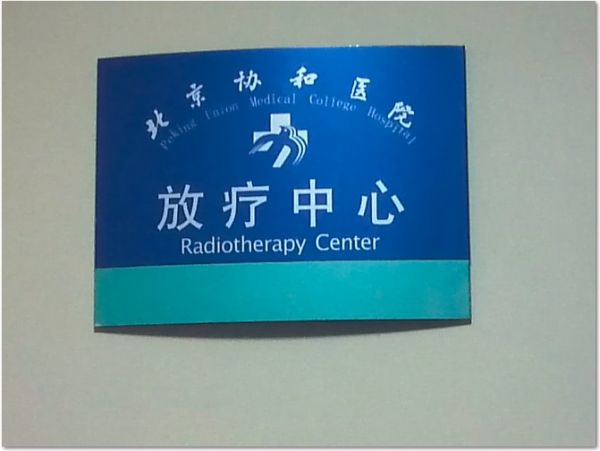 北京协和医院
Peking Union Medical College Hospital
放疗中心
Radiotherapy Center